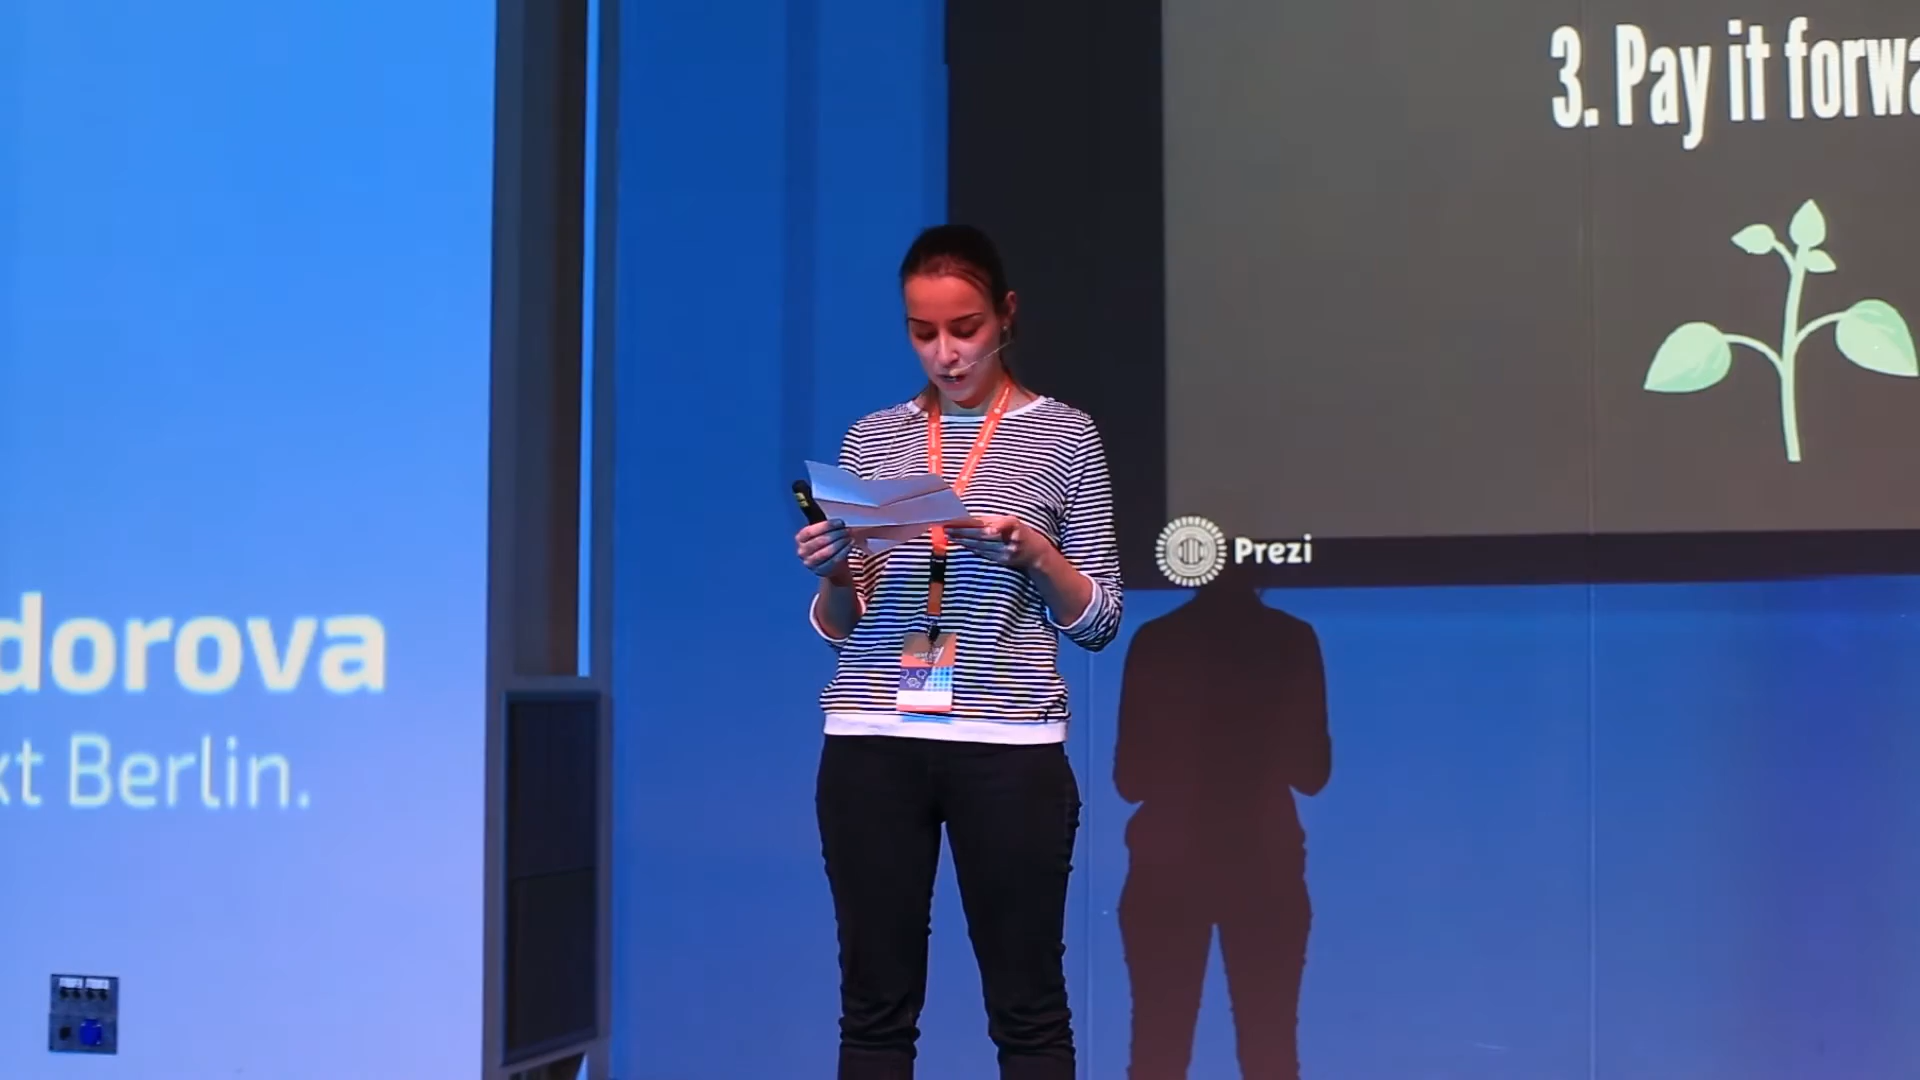 3. Pay it forwa
Prezi
dorova
xt Berlin.